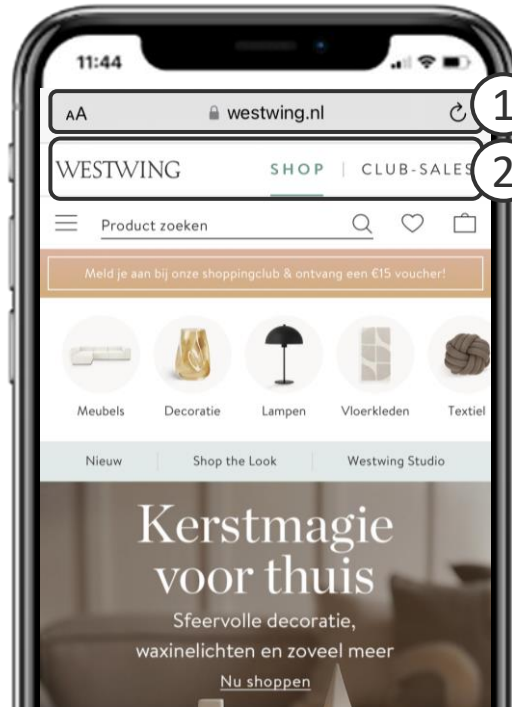 11:44
AA westwing.nl
1
WESTWING SHOP | CLUB-SALES
2
Product zoeken
Meld je aan bij onze shoppingclub & ontvang een €15 voucher!
Meubels Decoratie Lampen Vloerkleden Textiel
Nieuw Shop the Look Westwing Studio
Kerstmagie
voor thuis
Sfeervolle decoratie,
waxinelichten en zoveel meer
Nu shoppen